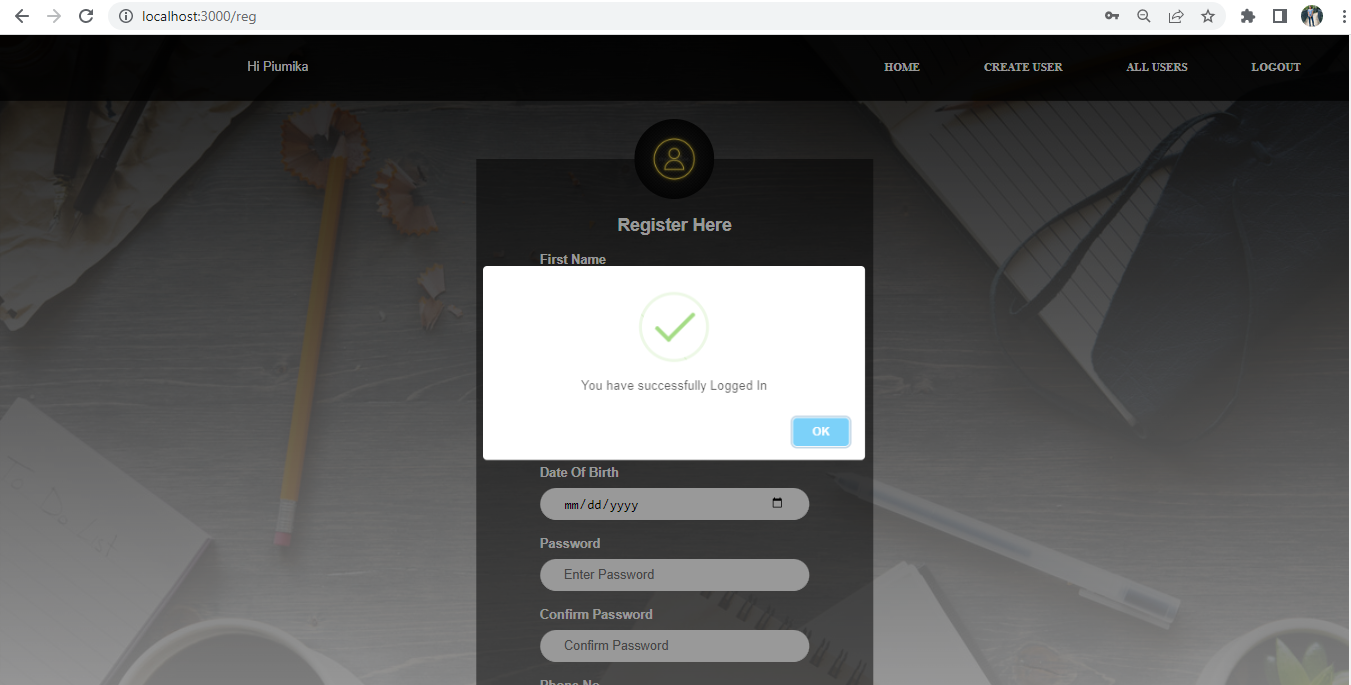 localhost:3000/reg
Hi Piumika
HOME
CREATE USER
ALL USERS
LOGOUT
Register Here
First Name
You have successfully Logged In
OK
Date Of Birth
mm/dd/yyyy
Password
Enter Password
Confirm Password
Confirm Password
Phone No